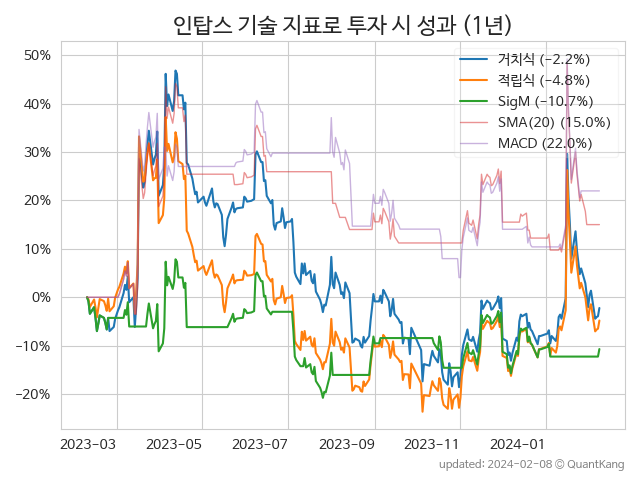 인탑스 기술 지표로 투자 시 성과 (1년)
50%
40%
30%
20%
10%
0%
−10%
−20%
거치식 (−2.2%)
적립식 (−4.8%)
SigM (−10.7%)
SMA(20) (15.0%)
MACD (22.0%)
2023-03 2023-05 2023-07 2023-09 2023-11 2024-01
updated: 2024-02-08 © QuantKang